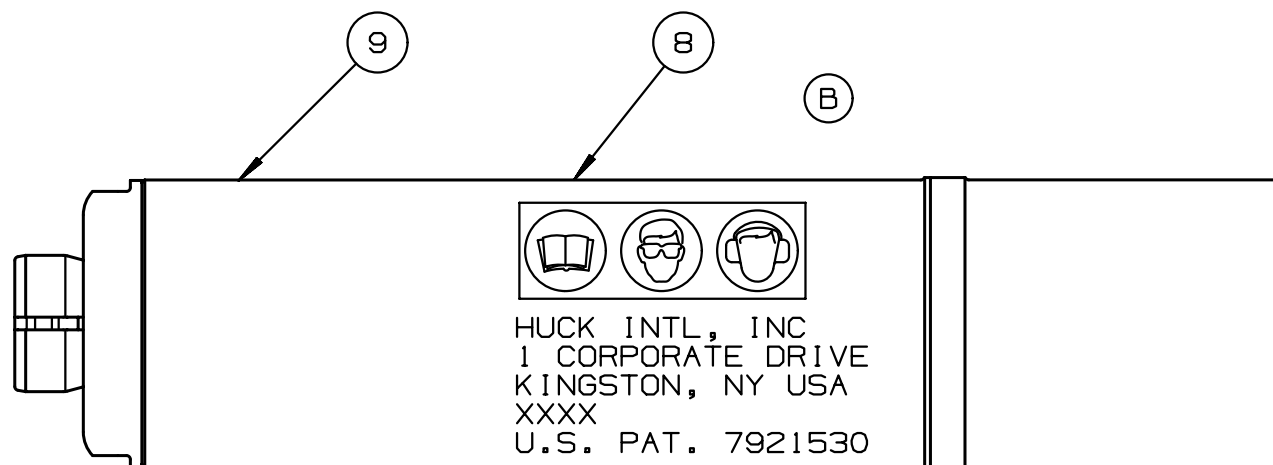 9 8
B
HUCK INTL, INC
1 CORPORATE DRIVE
KINGSTON, NY USA
XXXX
U.S. PAT. 7921530